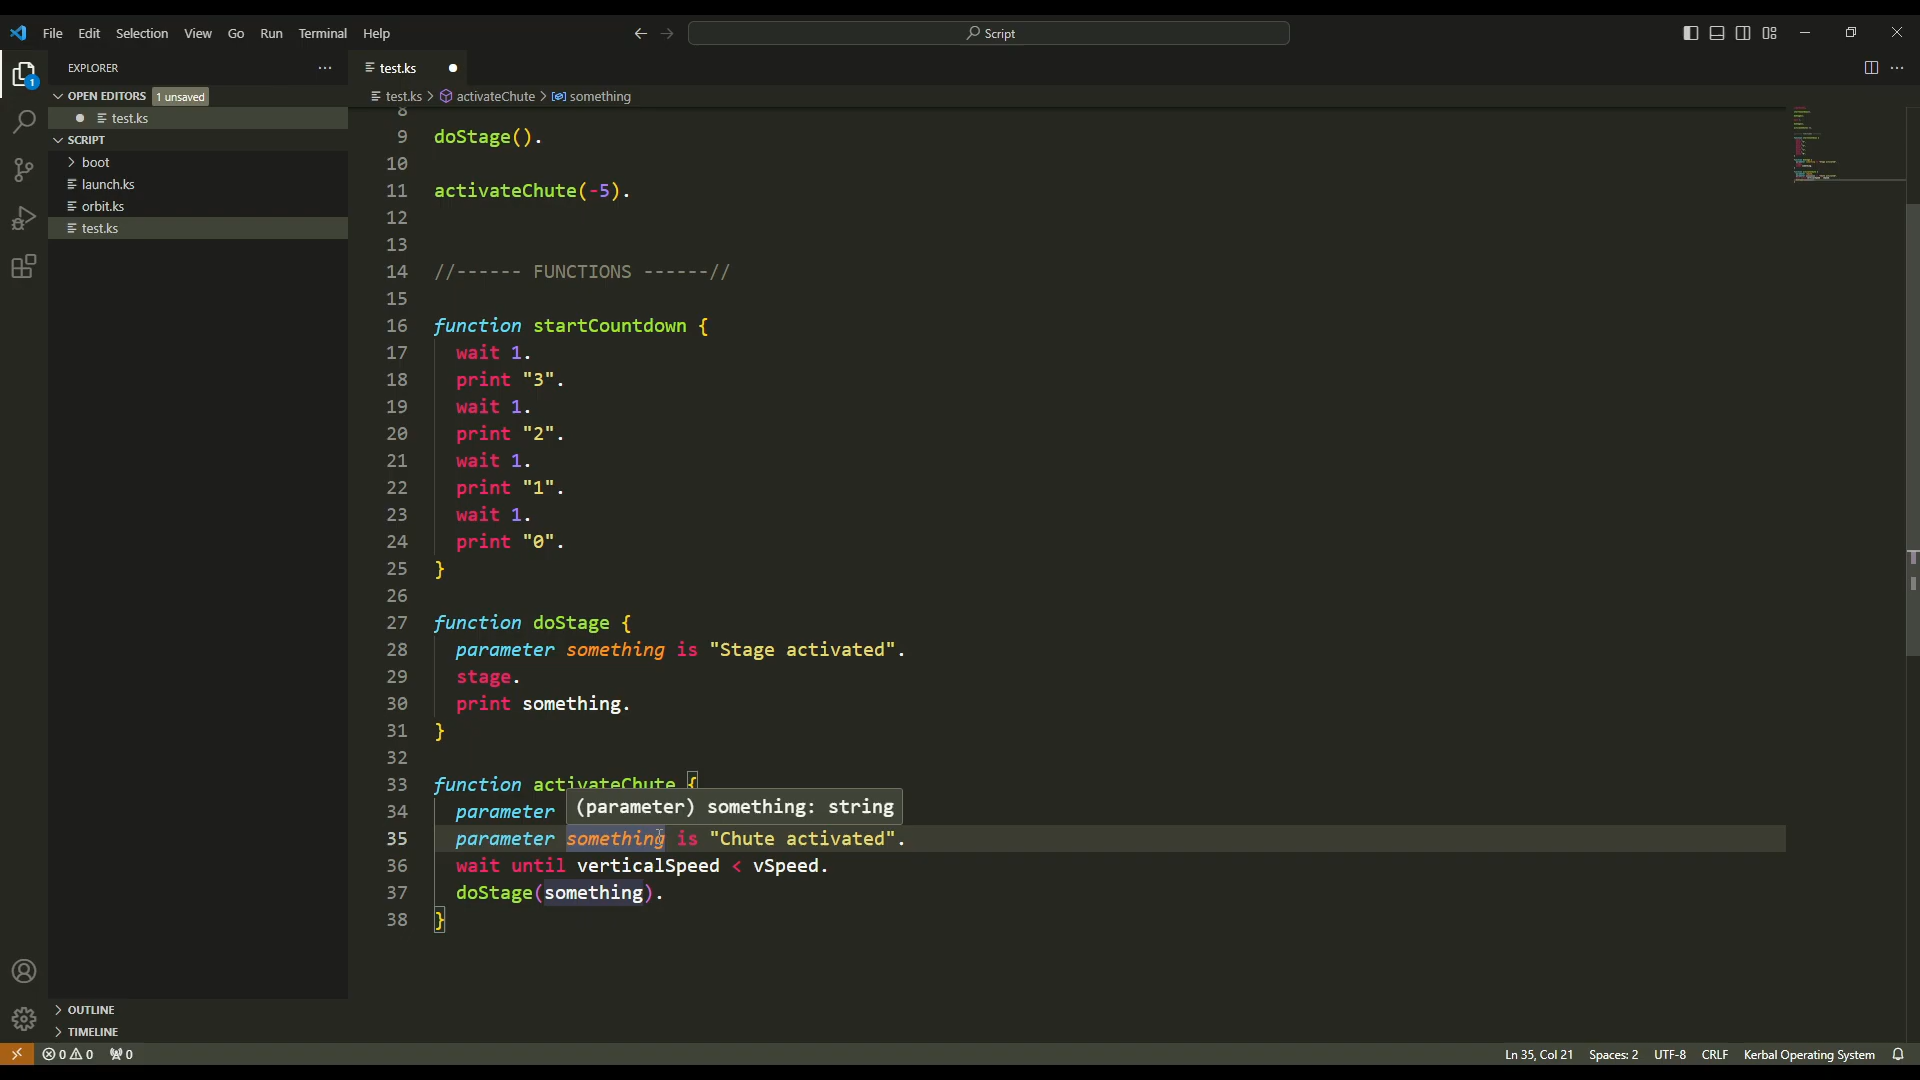 File Edit Selection View Go Run Terminal Help
Script
EXPLORER
OPEN EDITORS 1 unsaved
test.ks
SCRIPT
boot
launch.ks
orbit.ks
test.ks
OUTLINE
TIMELINE
test.ks
test.ks > activateChute > something
8
9 doStage().
10
11 activateChute(-5).
12
13
14 //------ FUNCTIONS ------//
15
16 function startCountdown {
17 wait 1.
18 print "3".
19 wait 1.
20 print "2".
21 wait 1.
22 print "1".
23 wait 1.
24 print "0".
25 }
26
27 function doStage {
28 parameter something is "Stage activated".
29 stage.
30 print something.
31 }
32
33 function activateChute {
34 parameter
(parameter) something: string
35 parameter something is "Chute activated".
36 wait until verticalSpeed < vSpeed.
37 doStage(something).
38 }
0 0 0
Ln 35, Col 21 Spaces: 2 UTF-8 CRLF Kerbal Operating System